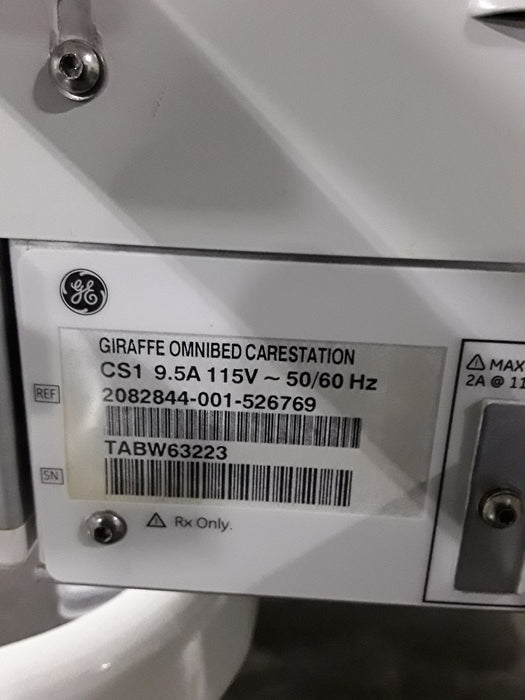 GE
GIRAFFE OMNIBED CARESTATION
CS1 9.5A 115V ~ 50/60 Hz
REF 2082844-001-526769
TABW63223
SN
⚠ Rx Only.
⚠ MAX
2A @ 11